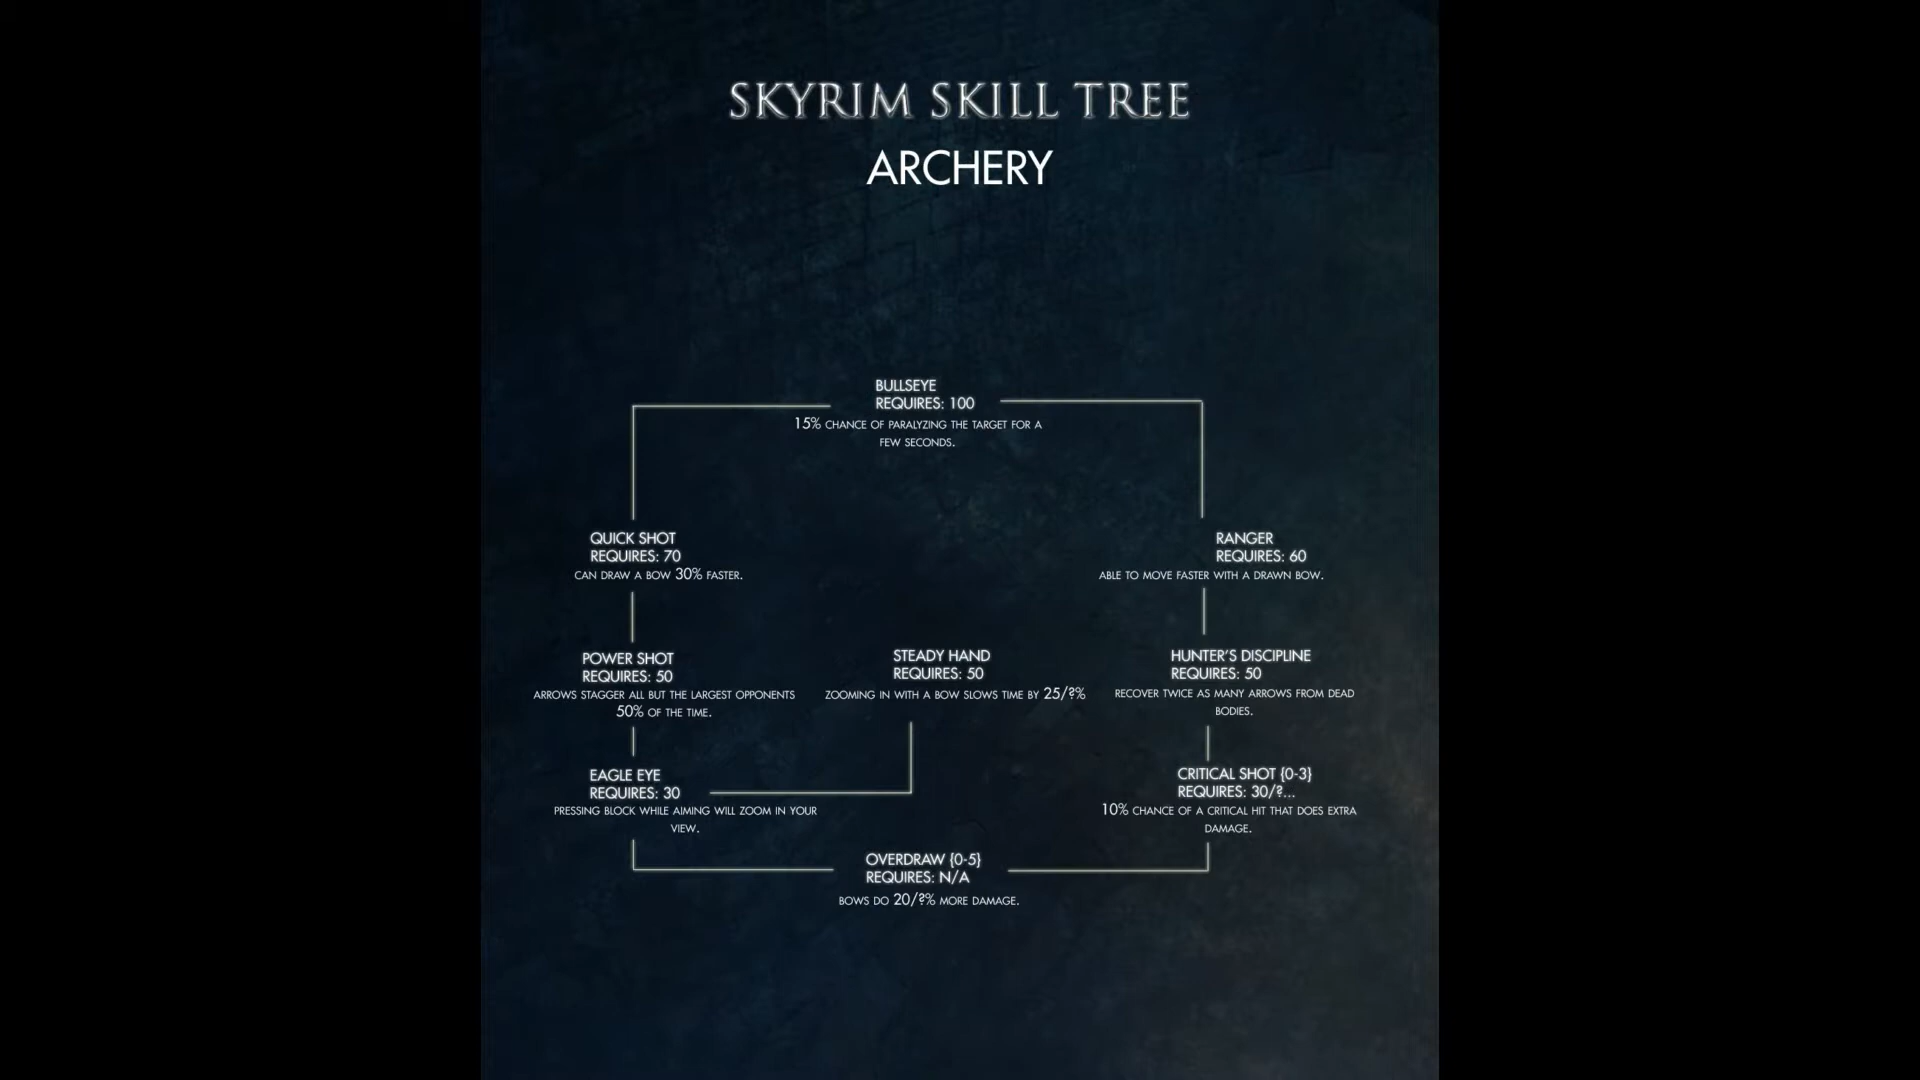 SKYRIM SKILL TREE
ARCHERY
BULLSEYE
REQUIRES: 100
15% CHANCE OF PARALYZING THE TARGET FOR A
FEW SECONDS.
QUICK SHOT
REQUIRES: 70
CAN DRAW A BOW 30% FASTER.
RANGER
REQUIRES: 60
ABLE TO MOVE FASTER WITH A DRAWN BOW.
POWER SHOT
REQUIRES: 50
ARROWS STAGGER ALL BUT THE LARGEST OPPONENTS
50% OF THE TIME.
STEADY HAND
REQUIRES: 50
ZOOMING IN WITH A BOW SLOWS TIME BY 25/?%
HUNTER'S DISCIPLINE
REQUIRES: 50
RECOVER TWICE AS MANY ARROWS FROM DEAD
BODIES.
EAGLE EYE
REQUIRES: 30
PRESSING BLOCK WHILE AIMING WILL ZOOM IN YOUR
VIEW.
CRITICAL SHOT {0-3}
REQUIRES: 30/?...
10% CHANCE OF A CRITICAL HIT THAT DOES EXTRA
DAMAGE.
OVERDRAW {0-5}
REQUIRES: N/A
BOWS DO 20/?% MORE DAMAGE.